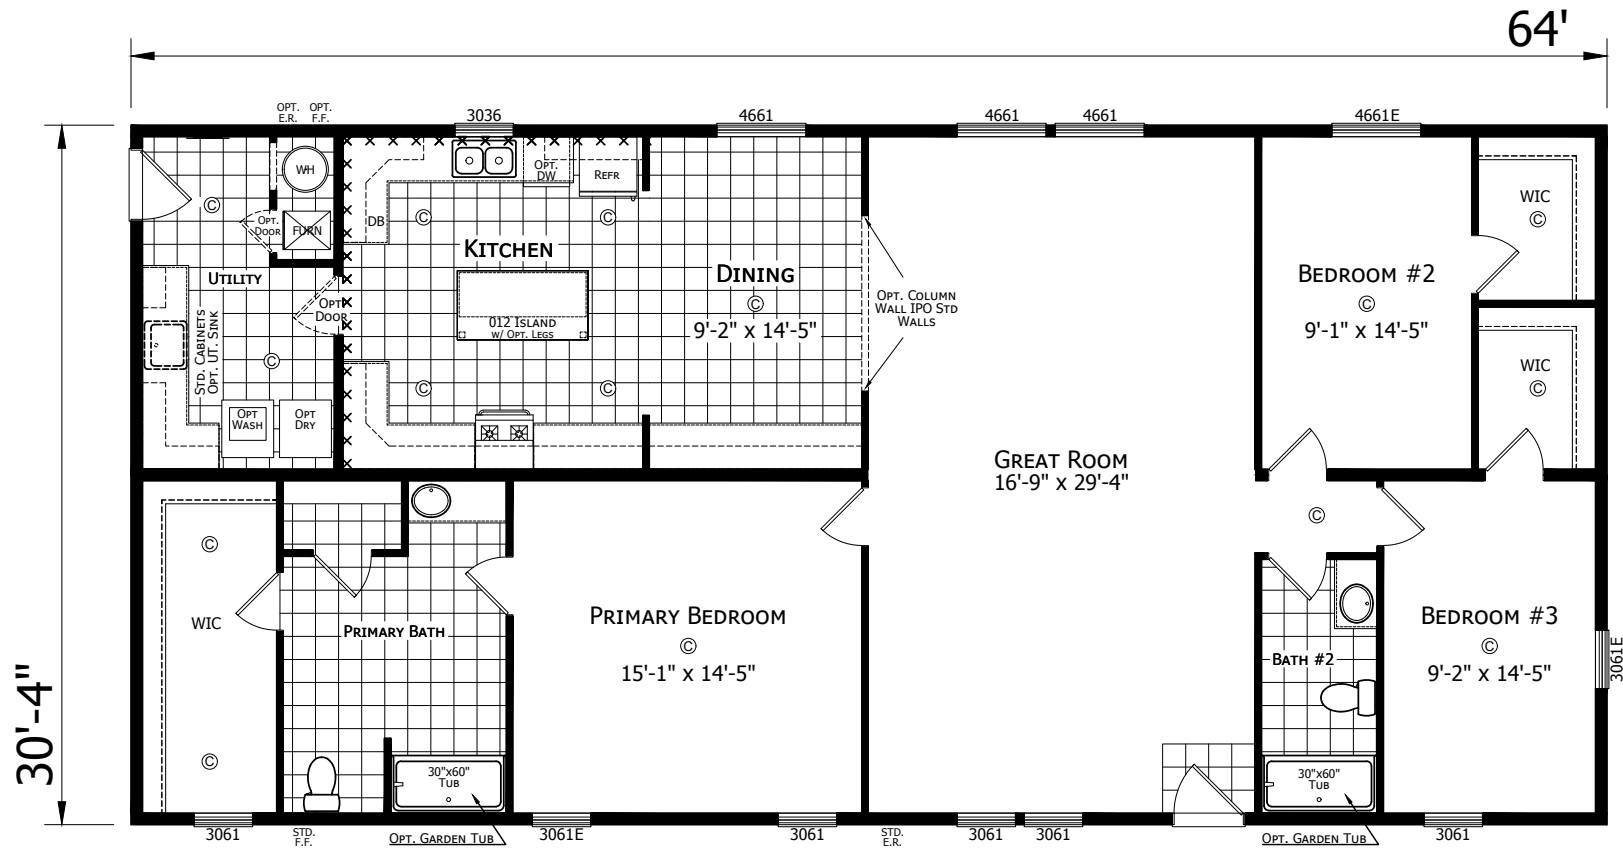 64'
OPT.
E.R.
OPT.
F.F.
3036
4661
4661
4661
4661E
WH
OPT.
DW
REFR
WIC
©
©
OPT.
DOOR
FURN
DB
©
©
KITCHEN
UTILITY
DINING
©
9'-2" x 14'-5"
OPT. COLUMN
WALL IPO STD
WALLS
BEDROOM #2
©
9'-1" x 14'-5"
OPT
DOOR
012 ISLAND
W/ OPT. LEGS
STD. CABINETS
OPT. UT. SINK
©
©
©
WIC
©
OPT
WASH
OPT
DRY
GREAT ROOM
16'-9" x 29'-4"
©
©
WIC
©
PRIMARY BATH
PRIMARY BEDROOM
©
15'-1" x 14'-5"
BATH #2
BEDROOM #3
©
9'-2" x 14'-5"
3061E
30'-4"
30"x60"
TUB
30"x60"
TUB
3061
STD.
F.F.
OPT. GARDEN TUB
3061E
3061
STD.
E.R.
3061
3061
OPT. GARDEN TUB
3061